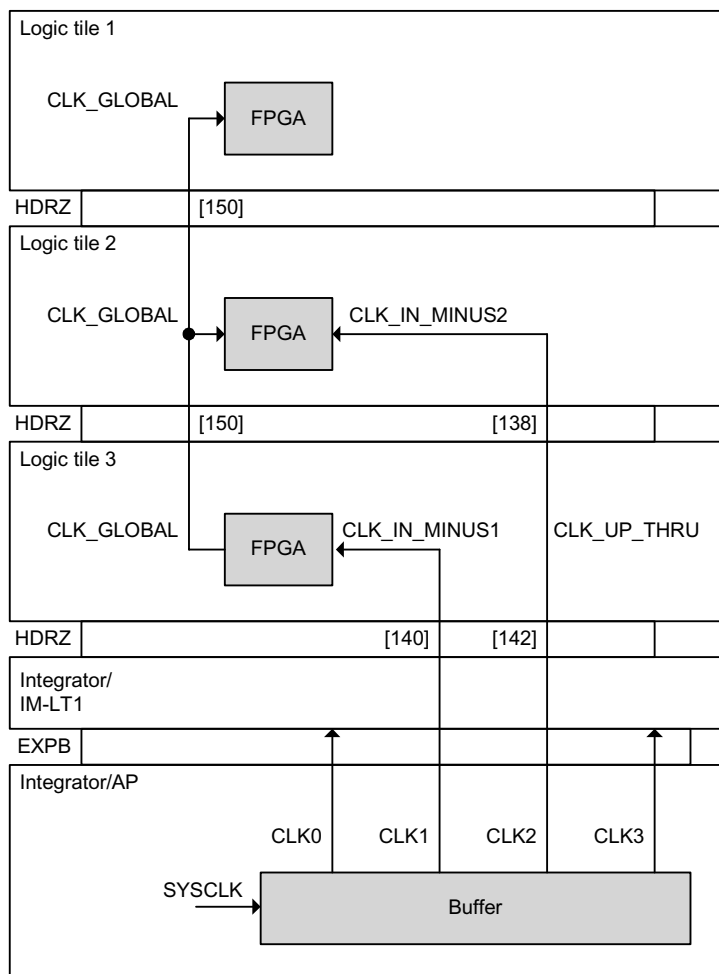 Logic tile 1
CLK_GLOBAL
FPGA
HDRZ
[150]
Logic tile 2
CLK_GLOBAL
FPGA
CLK_IN_MINUS2
HDRZ
[150]
[138]
Logic tile 3
CLK_GLOBAL
FPGA
CLK_IN_MINUS1
CLK_UP_THRU
HDRZ
[140]
[142]
Integrator/
IM-LT1
EXPB
Integrator/AP
CLK0
CLK1
CLK2
CLK3
SYSCLK
Buffer